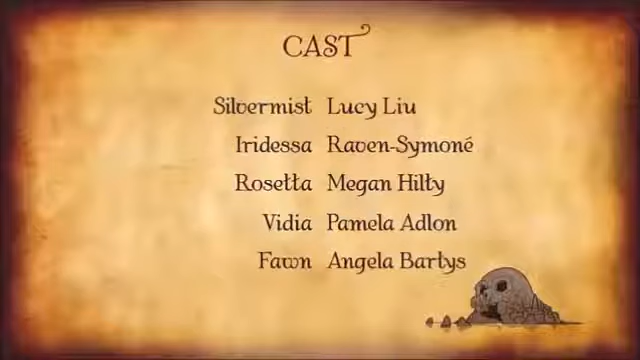 CAST
Silvermist Lucy Liu
Iridessa Raven-Symoné
Rosetta Megan Hilty
Vidia Pamela Adlon
Fawn Angela Bartys